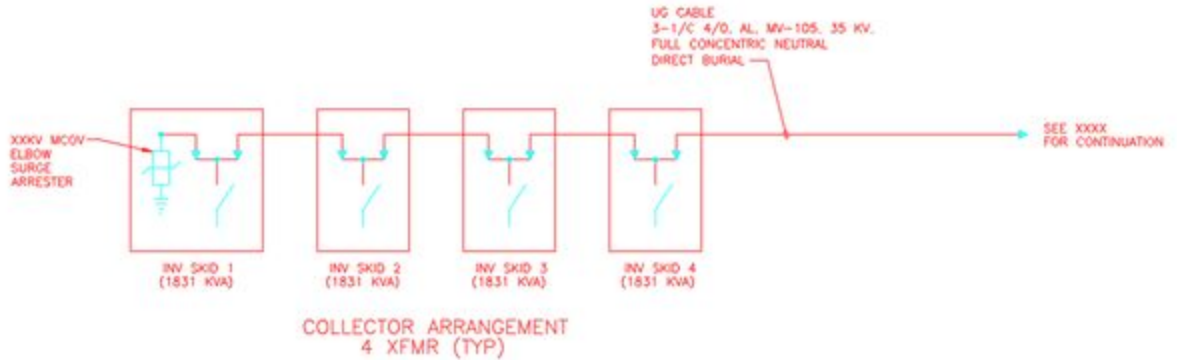 UG CABLE
3-1/C 4/0, AL, MV-105, 35 KV,
FULL CONCENTRIC NEUTRAL
DIRECT BURIAL
XXKV MCOV
ELBOW
SURGE
ARRESTER
SEE XXXX
FOR CONTINUATION
INV SKID 1
(1831 KVA)
INV SKID 2
(1831 KVA)
INV SKID 3
(1831 KVA)
INV SKID 4
(1831 KVA)
COLLECTOR ARRANGEMENT
4 XFMR (TYP)